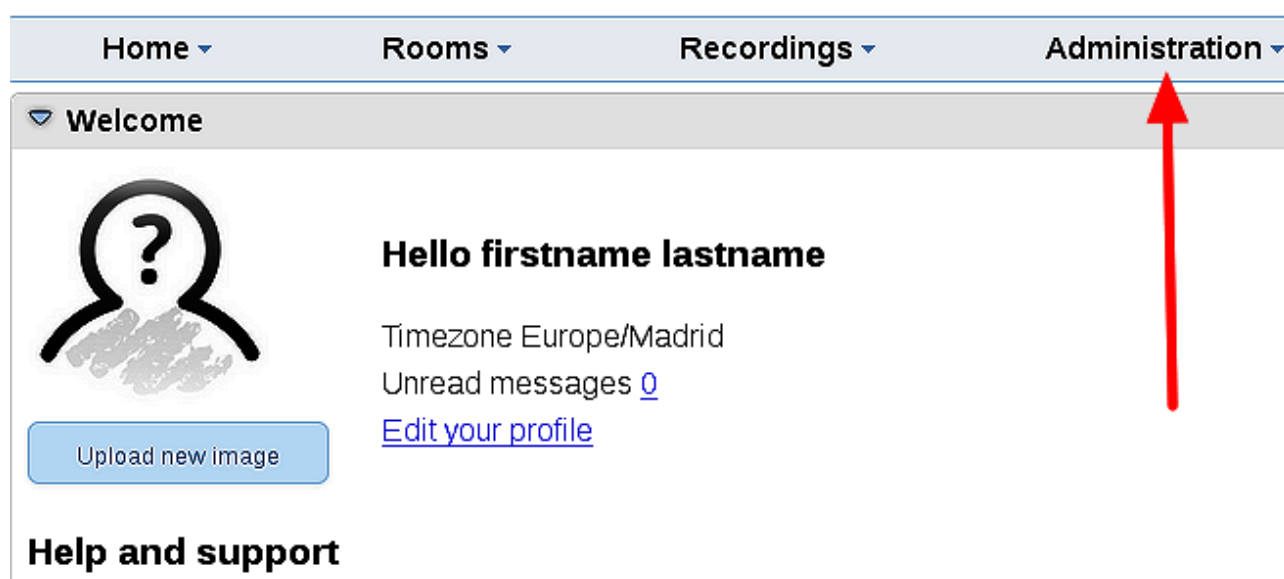 Home Rooms Recordings Administration
Welcome
?
Hello firstname lastname
Timezone Europe/Madrid
Unread messages 0
Edit your profile
Upload new image
Help and support